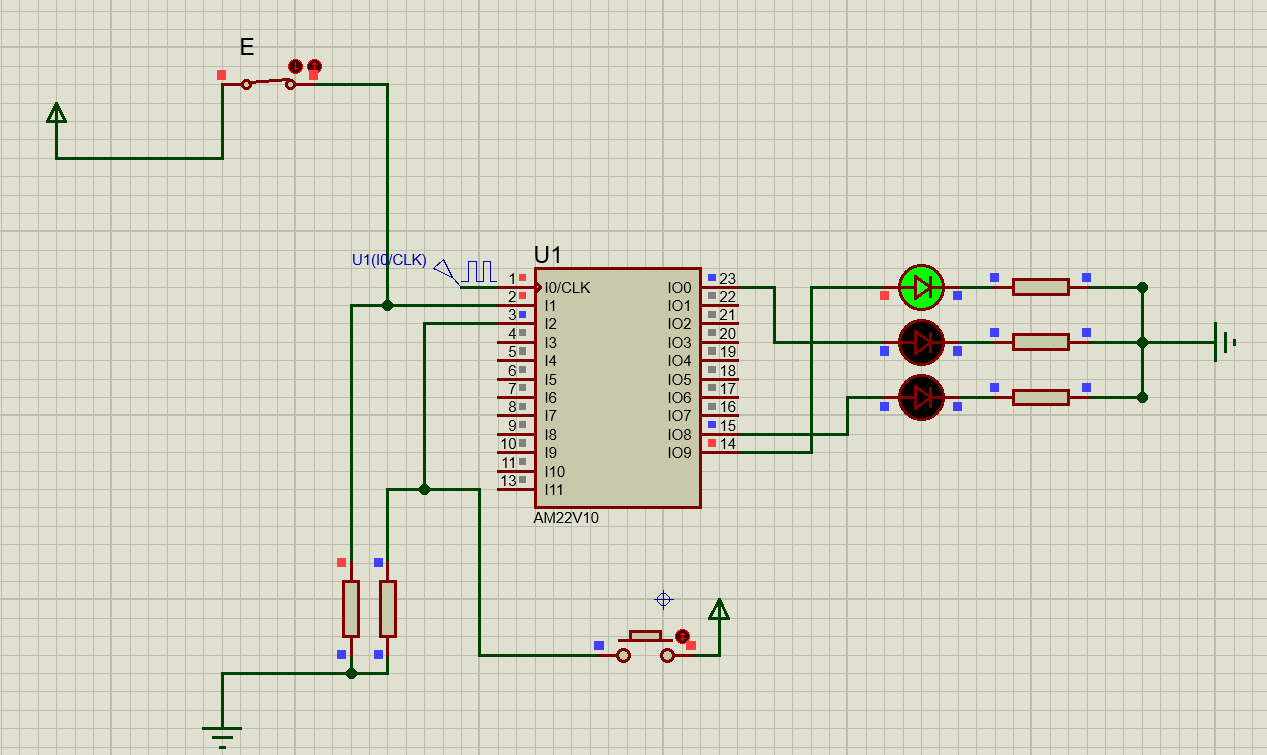 E
U1(I0/CLK)
U1
1 I0/CLK IO0 23
2 I1 IO1 22
3 I2 IO2 21
4 I3 IO3 20
5 I4 IO4 19
6 I5 IO5 18
7 I6 IO6 17
8 I7 IO7 16
9 I8 IO8 15
10 I9 IO9 14
11 I10
13 I11
AM22V10